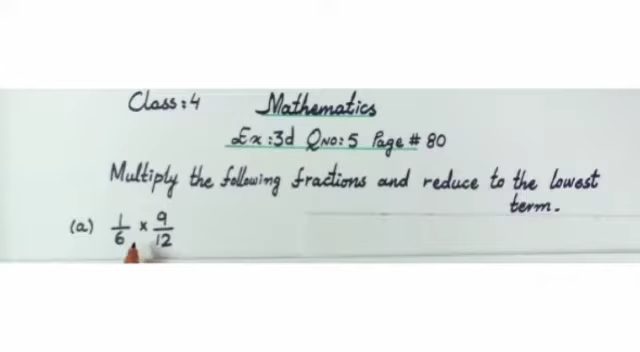 Class:4 Mathematics
Ex:3d QNO:5 Page # 80
Multiply the following fractions and reduce to the lowest
term.
(a) 1/6 x 9/12